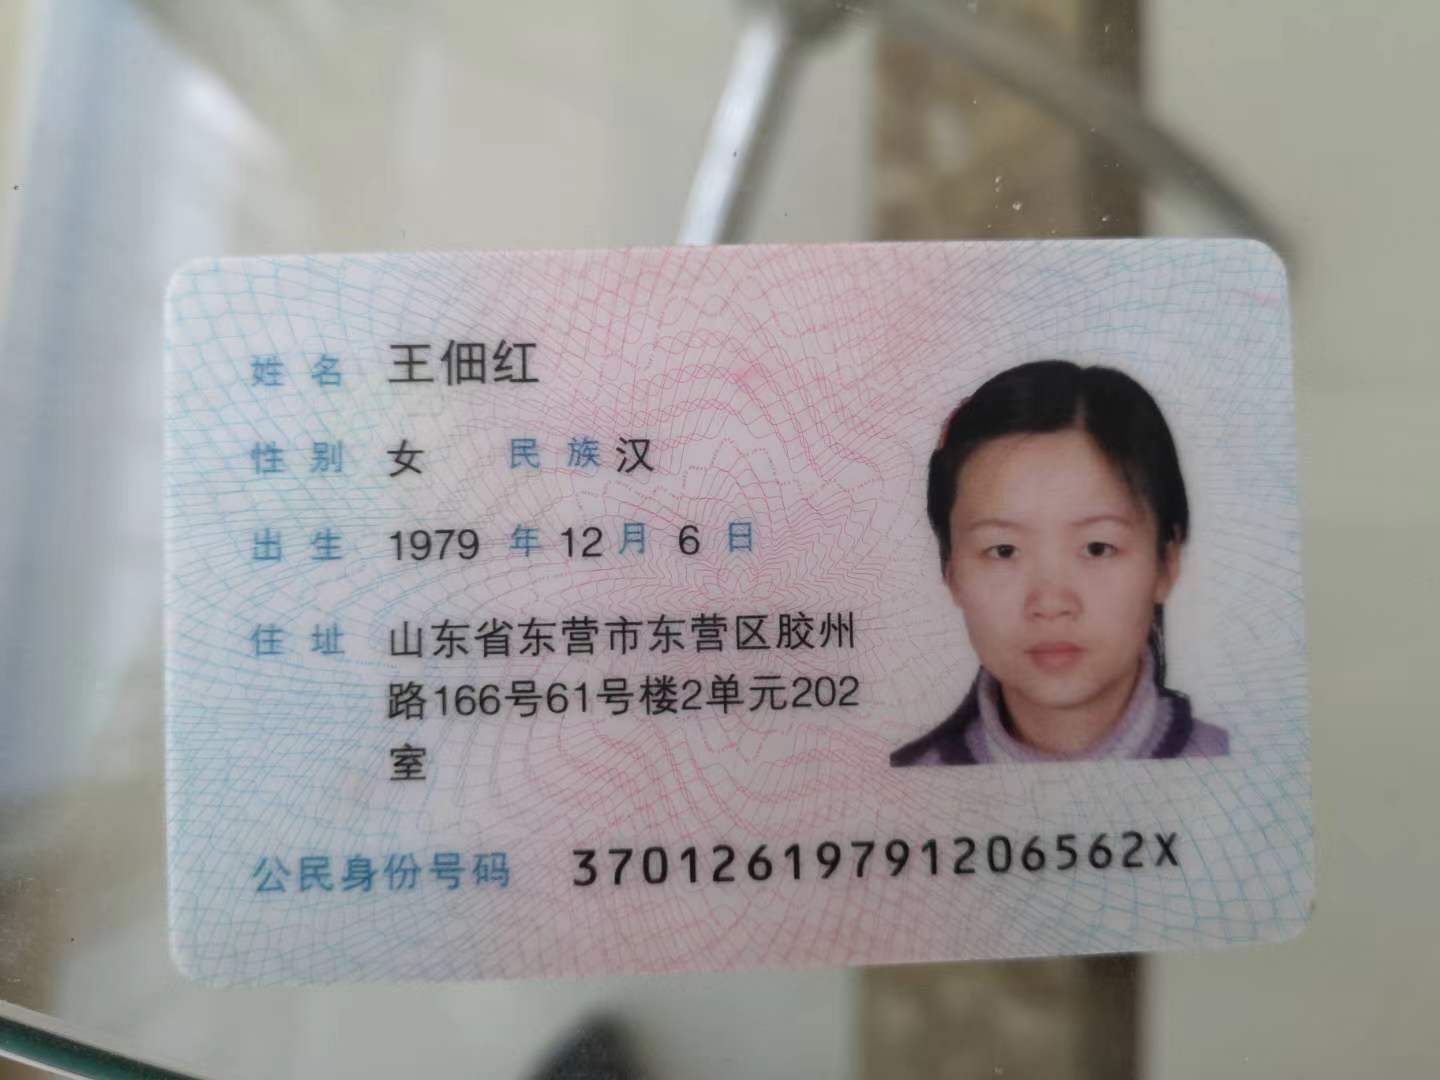 姓名 王佃红
性别 女 民族 汉
出生 1979 年 12 月 6 日
住址 山东省东营市东营区胶州
路166号61号楼2单元202
室
公民身份号码 37012619791206562X